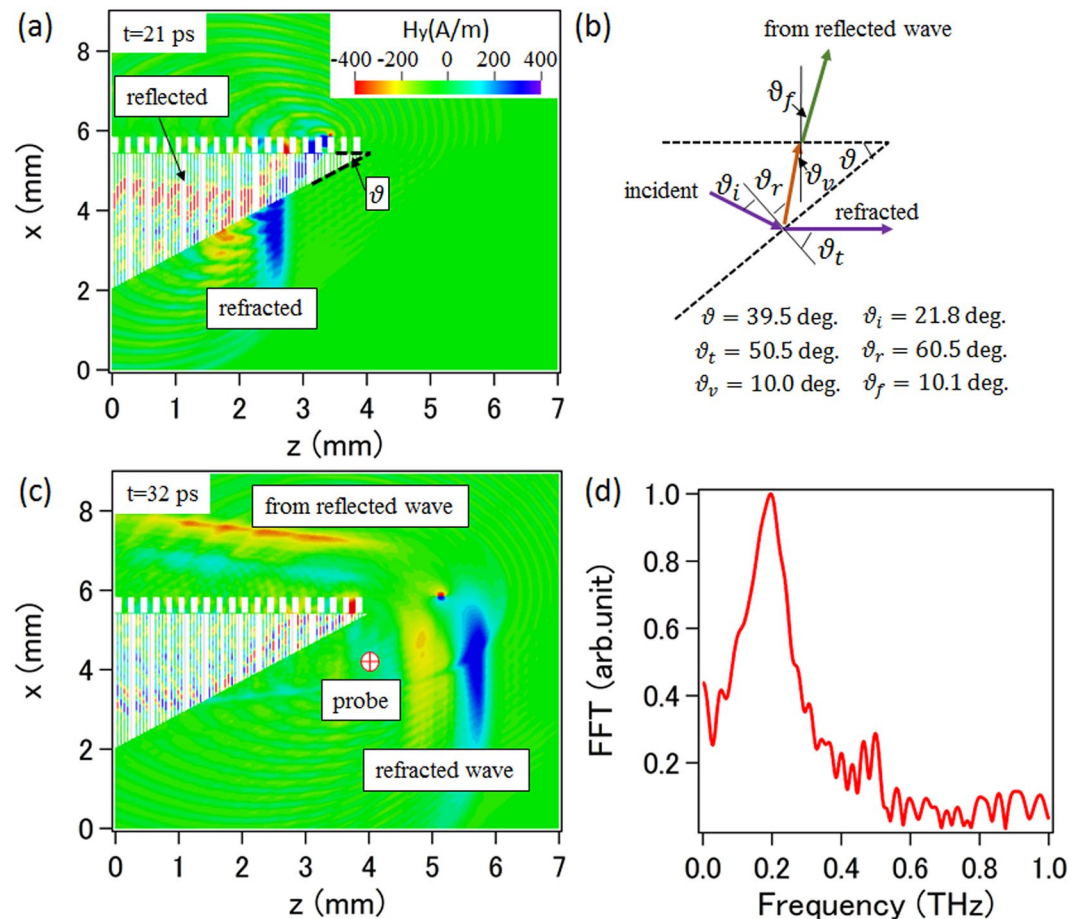 (a)
t=21 ps
Hy(A/m)
-400 -200 0 200 400
reflected
ϑ
refracted
x (mm)
8
6
4
2
0
0 1 2 3 4 5 6 7
z (mm)
(b)
from reflected wave
ϑf
ϑ
ϑv
incident
ϑi
ϑr
refracted
ϑt
ϑ = 39.5 deg. ϑi = 21.8 deg.
ϑt = 50.5 deg. ϑr = 60.5 deg.
ϑv = 10.0 deg. ϑf = 10.1 deg.
(c)
t=32 ps
from reflected wave
probe
refracted wave
x (mm)
8
6
4
2
0
0 1 2 3 4 5 6 7
z (mm)
(d)
FFT (arb.unit)
1.0
0.8
0.6
0.4
0.2
0.0 0.2 0.4 0.6 0.8 1.0
Frequency (THz)